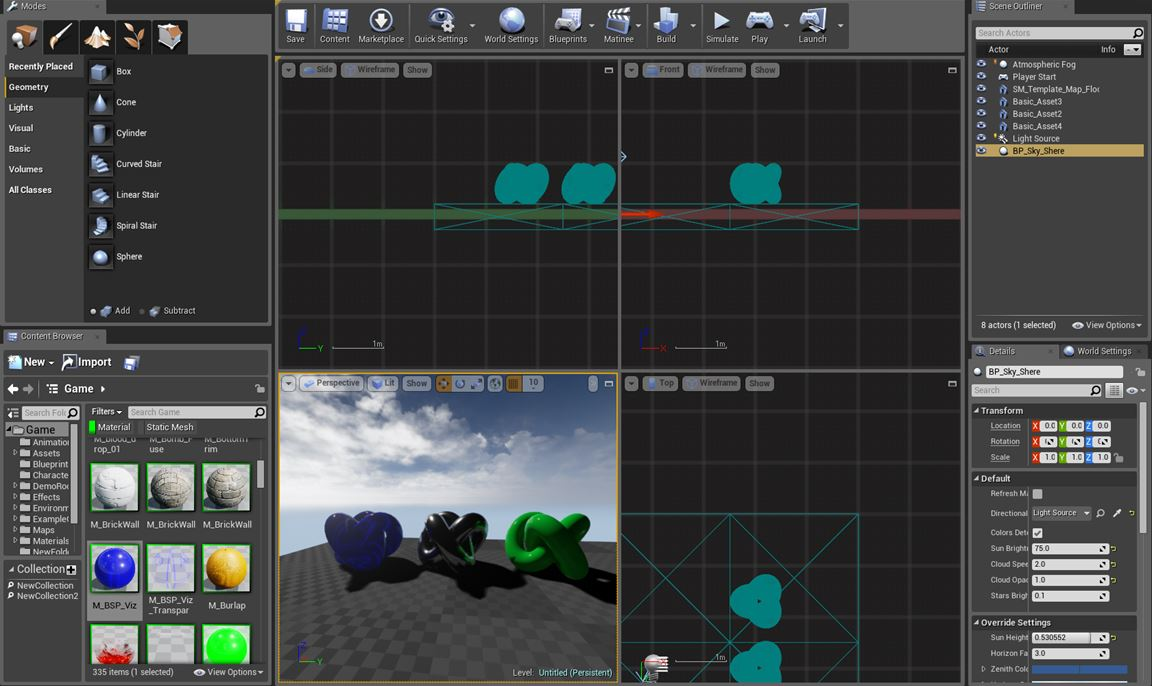 Modes
Recently Placed
Geometry
Lights
Visual
Basic
Volumes
All Classes
Box
Cone
Cylinder
Curved Stair
Linear Stair
Spiral Stair
Sphere
Add Subtract
Save Content Marketplace Quick Settings World Settings Blueprints Matinee Build Simulate Play Launch
Side Wireframe Show
Y 1m
Front Wireframe Show
X 1m
Perspective Lit Show 10
Z
Y
Level: Untitled (Persistent)
Top Wireframe Show
1m
Scene Outliner
Search Actors
Actor Info
Atmospheric Fog
Player Start
SM_Template_Map_Floo
Basic_Asset3
Basic_Asset2
Basic_Asset4
Light Source
BP_Sky_Shere
8 actors (1 selected) View Options
Content Browser
New Import
Game
Search Fol
Filters Search Game
Material Static Mesh
Game
Animatio
Assets
Blueprint
Characte
DemoRoo
Effects
Environm
Example
Maps
Materials
NewFolde
Collection
NewCollection
NewCollection2
M_Blood_d
rop_01
M_Bomb_F
use
M_Bottom
rim
M_BrickWall
M_BrickWall
M_BrickWall
M_BSP_Viz
M_BSP_Viz
_Transpar
M_Burlap
335 items (1 selected) View Options
Details World Settings
BP_Sky_Shere
Search
Transform
Location X 0.0 Y 0.0 Z 0.0
Rotation X Y Z
Scale X 1.0 Y 1.0 Z 1.0
Default
Refresh Ma
Directional Light Source
Colors Dete
Sun Brightn 75.0
Cloud Spee 2.0
Cloud Opac 1.0
Stars Brigh 0.1
Override Settings
Sun Height 0.530552
Horizon Fa 3.0
Zenith Colo